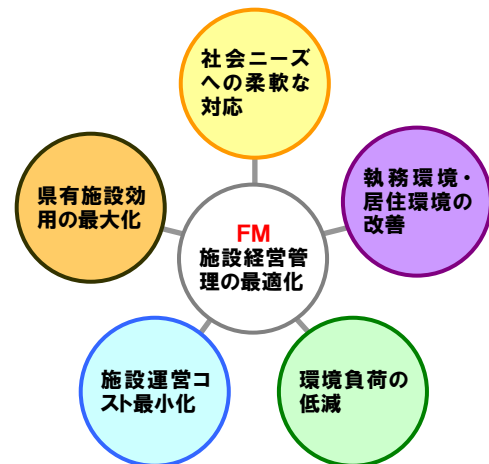 社会ニーズ
への柔軟な
対応
執務環境・
居住環境の
改善
県有施設効
用の最大化
FM
施設経営管
理の最適化
施設運営コ
スト最小化
環境負荷の
低減